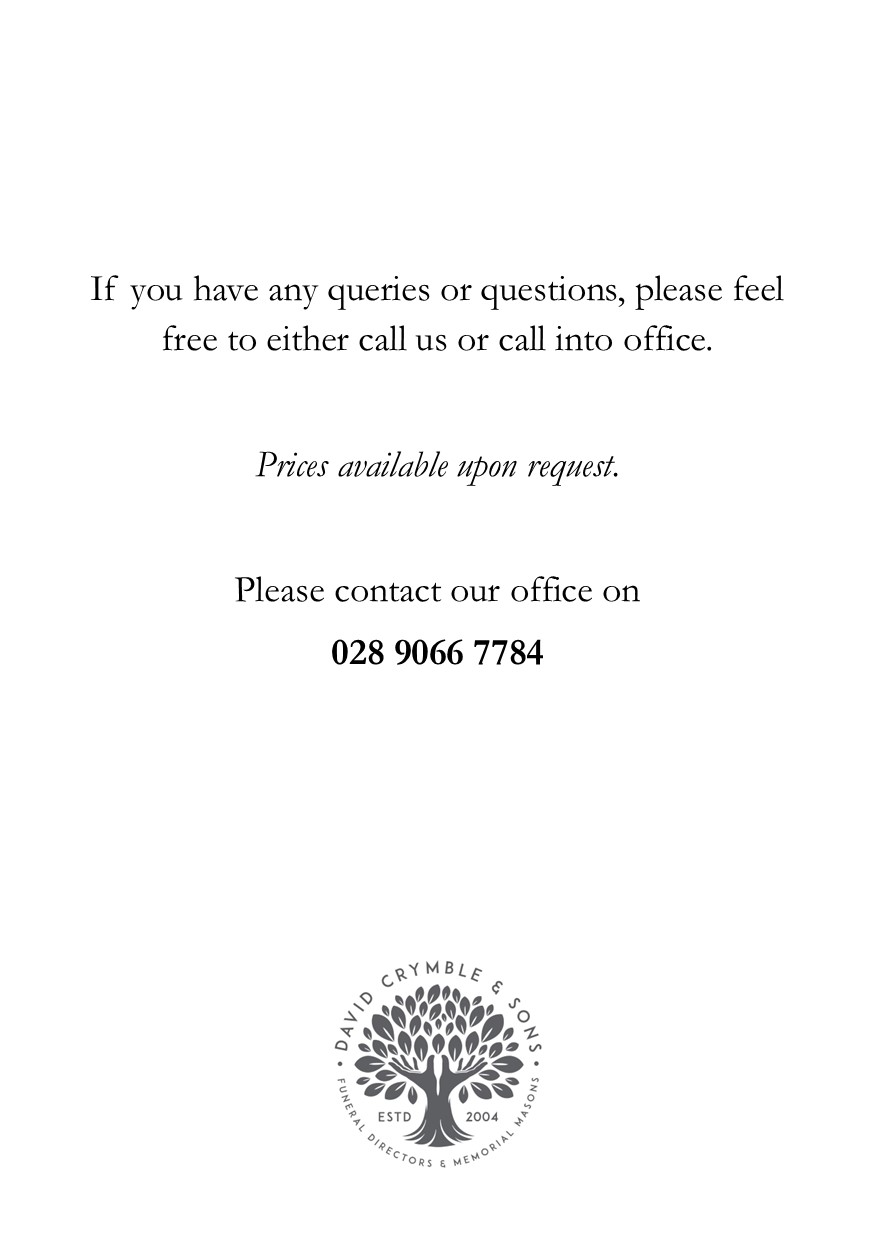 If you have any queries or questions, please feel
free to either call us or call into office.
Prices available upon request.
Please contact our office on
028 9066 7784
DAVID CRYMBLE & SONS
ESTD 2004
FUNERAL DIRECTORS & MEMORIAL MASONS